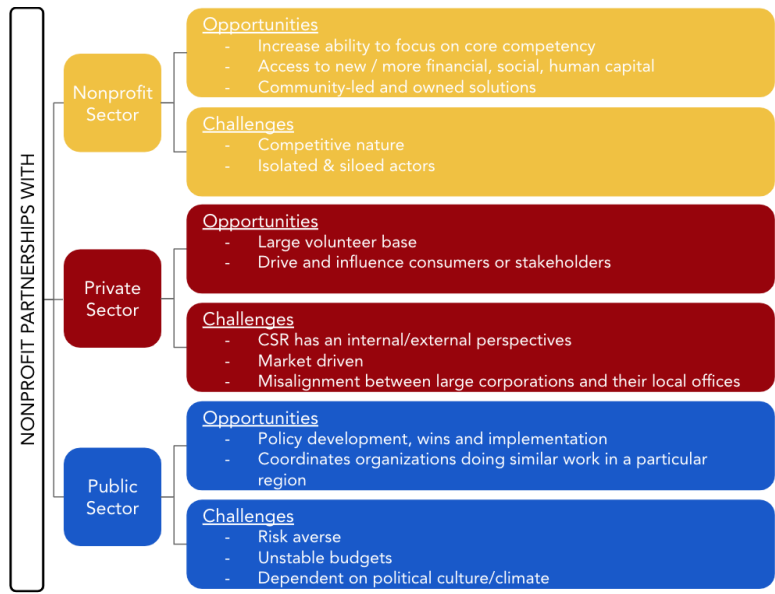 NONPROFIT PARTNERSHIPS WITH
Nonprofit
Sector
Opportunities
- Increase ability to focus on core competency
- Access to new / more financial, social, human capital
- Community-led and owned solutions
Challenges
- Competitive nature
- Isolated & siloed actors
Private
Sector
Opportunities
- Large volunteer base
- Drive and influence consumers or stakeholders
Challenges
- CSR has an internal/external perspectives
- Market driven
- Misalignment between large corporations and their local offices
Public
Sector
Opportunities
- Policy development, wins and implementation
- Coordinates organizations doing similar work in a particular
region
Challenges
- Risk averse
- Unstable budgets
- Dependent on political culture/climate